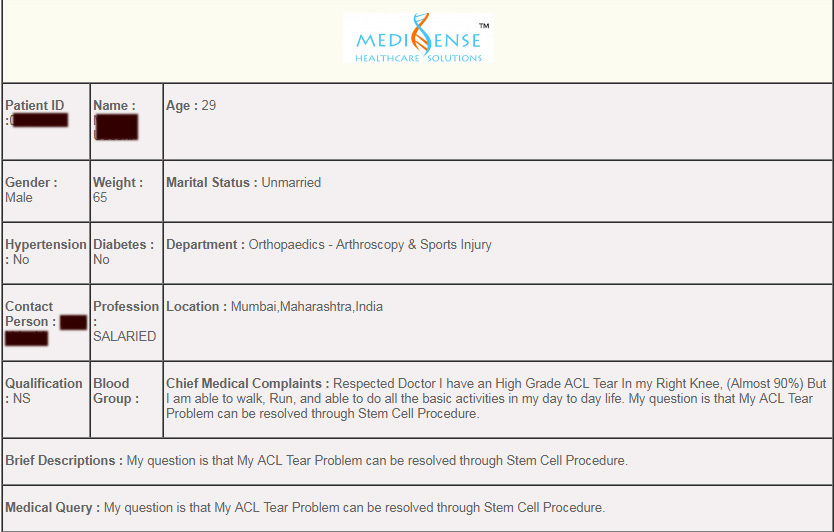 MEDISENSE™
HEALTHCARE SOLUTIONS
Patient ID
:
Name :
Age : 29
Gender :
Male
Weight :
65
Marital Status : Unmarried
Hypertension
: No
Diabetes :
No
Department : Orthopaedics - Arthroscopy & Sports Injury
Contact
Person :
Profession
:
SALARIED
Location : Mumbai,Maharashtra,India
Qualification
: NS
Blood
Group :
Chief Medical Complaints : Respected Doctor I have an High Grade ACL Tear In my Right Knee, (Almost 90%) But
I am able to walk, Run, and able to do all the basic activities in my day to day life. My question is that My ACL Tear
Problem can be resolved through Stem Cell Procedure.
Brief Descriptions : My question is that My ACL Tear Problem can be resolved through Stem Cell Procedure.
Medical Query : My question is that My ACL Tear Problem can be resolved through Stem Cell Procedure.